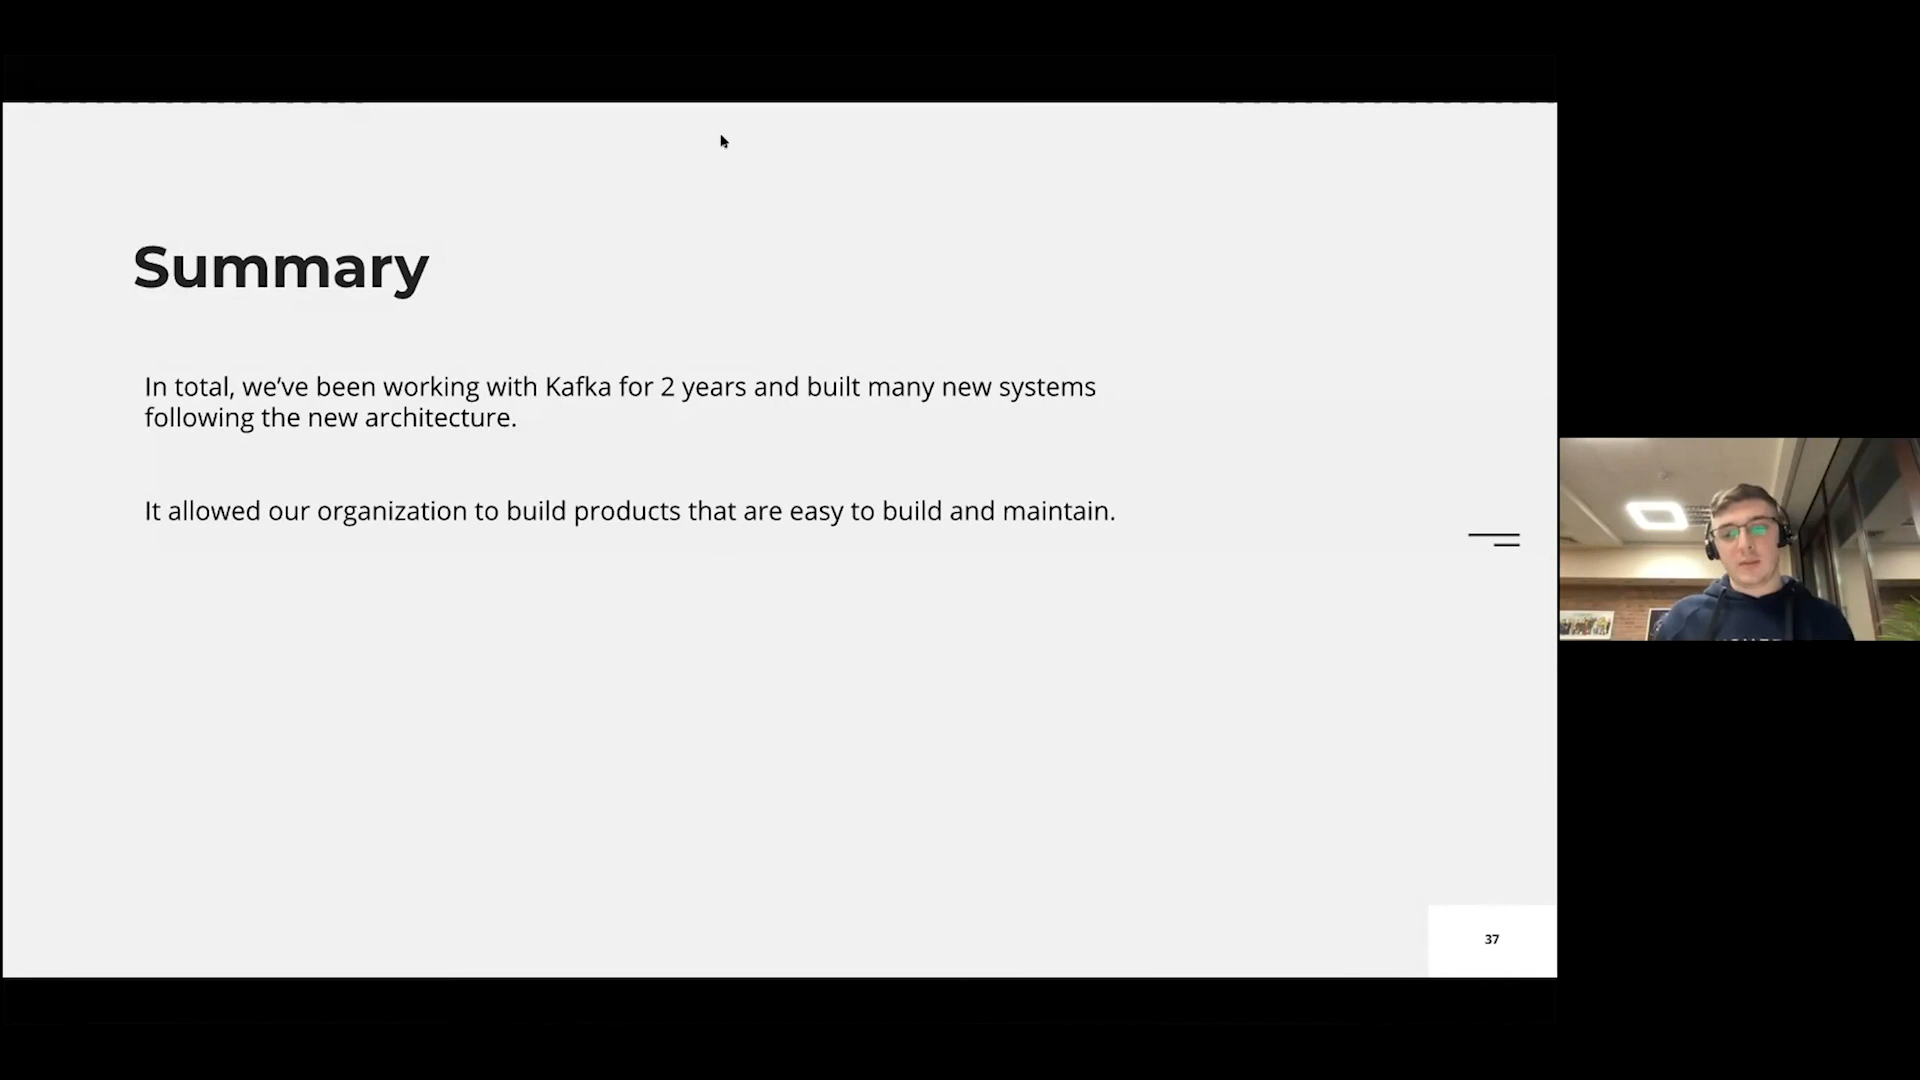 Summary
In total, we’ve been working with Kafka for 2 years and built many new systems
following the new architecture.
It allowed our organization to build products that are easy to build and maintain.
37